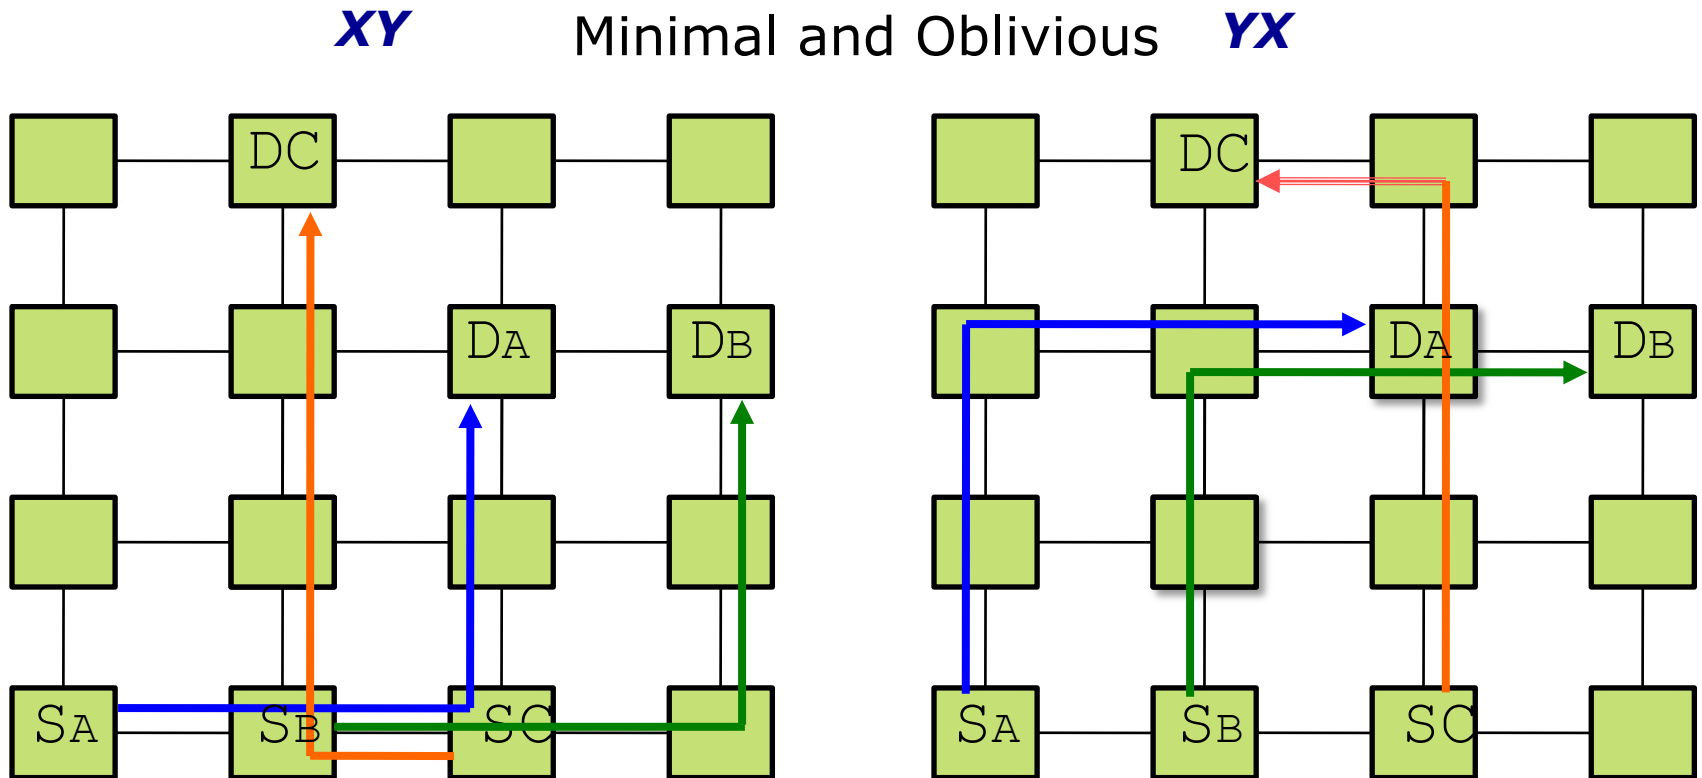 XY Minimal and Oblivious YX
DC
DA DB
SA SB SC
DC
DA DB
SA SB SC